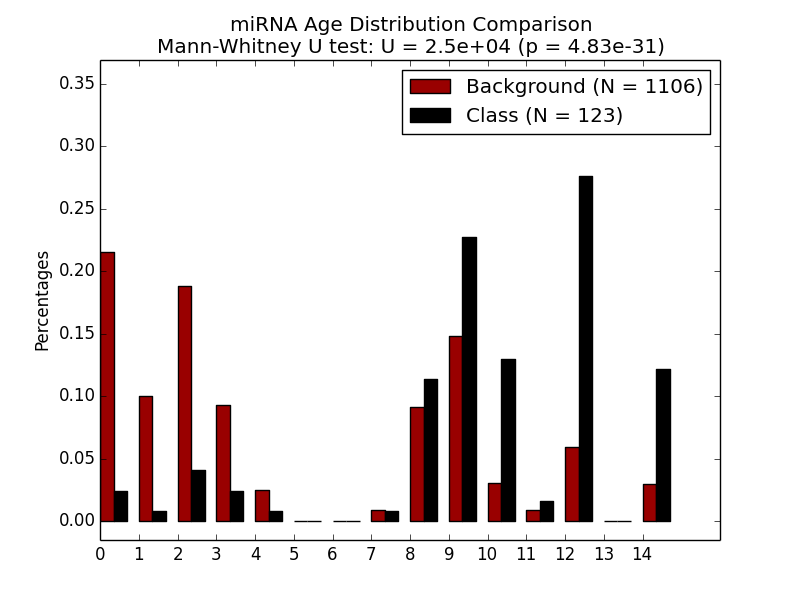 miRNA Age Distribution Comparison
Mann-Whitney U test: U = 2.5e+04 (p = 4.83e-31)
Background (N = 1106)
Class (N = 123)
Percentages
0.35
0.30
0.25
0.20
0.15
0.10
0.05
0.00
0 1 2 3 4 5 6 7 8 9 10 11 12 13 14